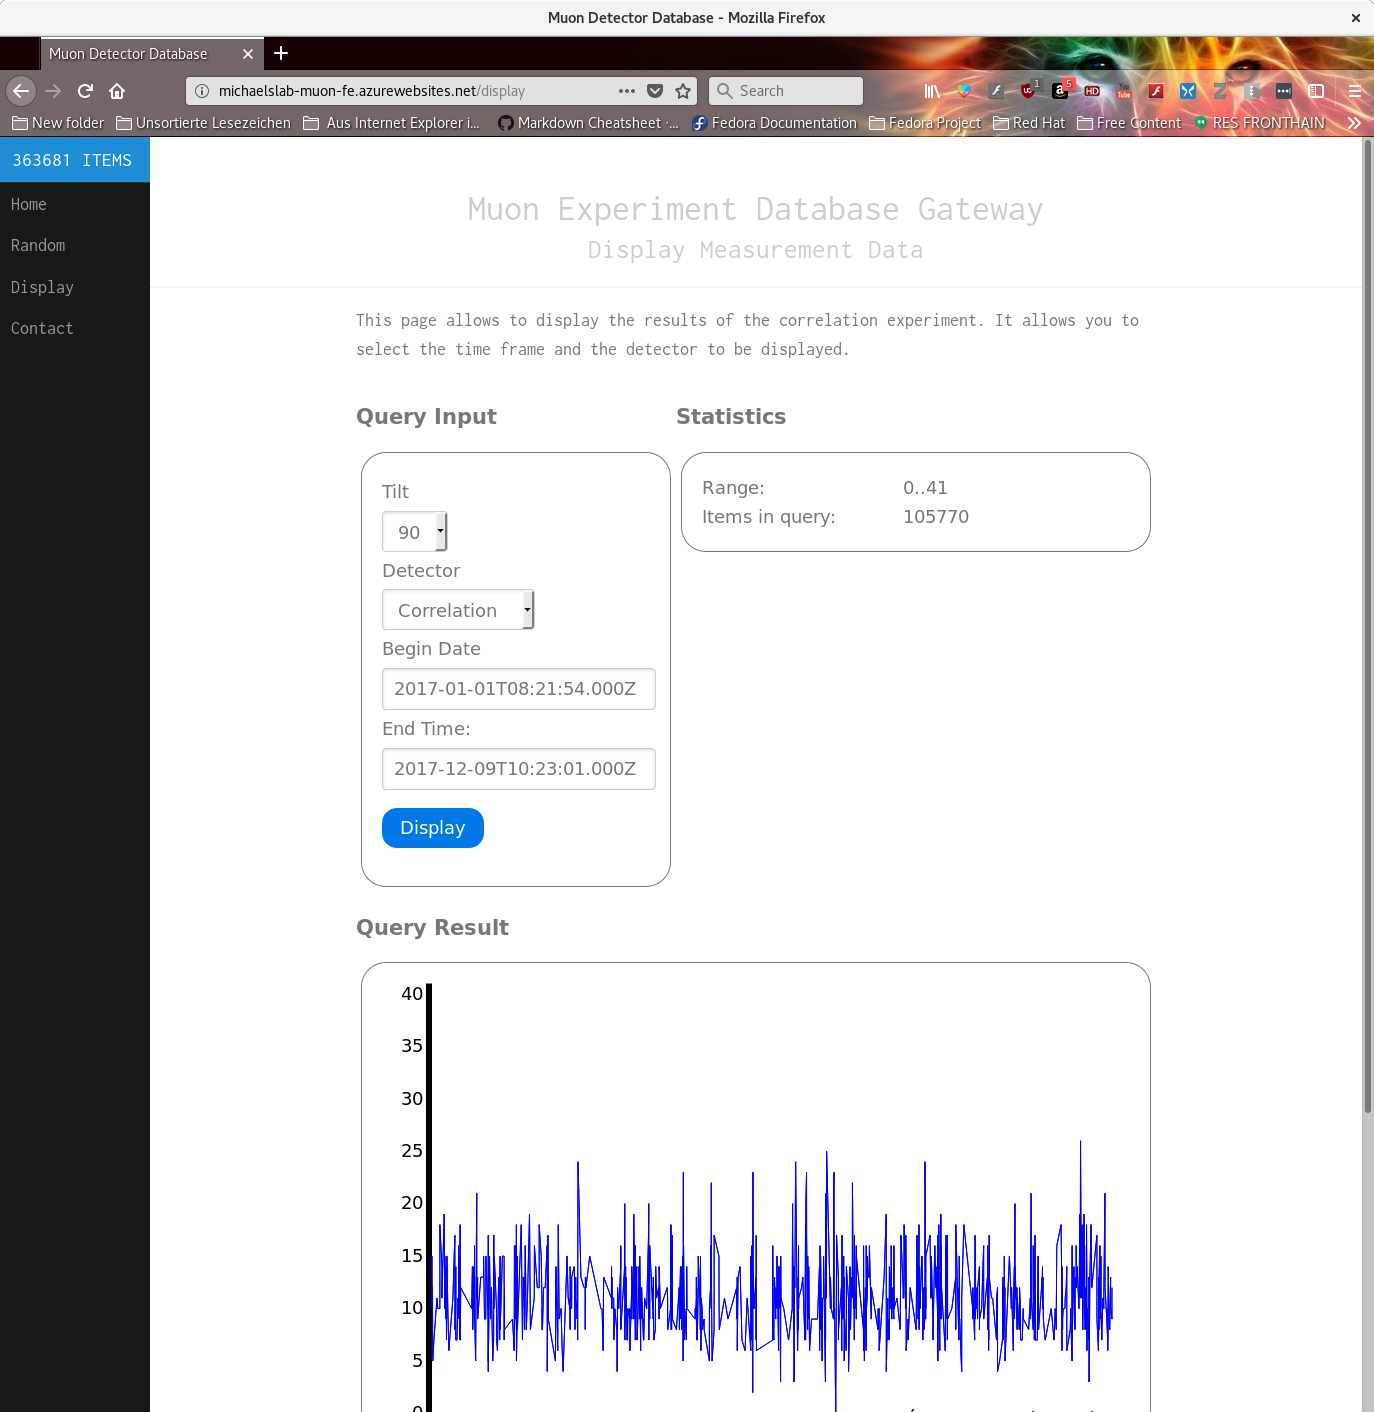 Muon Detector Database - Mozilla Firefox
Muon Detector Database
michaelslab-muon-fe.azurewebsites.net/display
Search
1
5
HD
You Tube
New folder
Unsortierte Lesezeichen
Aus Internet Explorer i...
Markdown Cheatsheet ·...
Fedora Documentation
Fedora Project
Red Hat
Free Content
RES FRONTHAIN
363681 ITEMS
Home
Random
Display
Contact
Muon Experiment Database Gateway
Display Measurement Data
This page allows to display the results of the correlation experiment. It allows you to
select the time frame and the detector to be displayed.
Query Input
Tilt
90
Detector
Correlation
Begin Date
2017-01-01T08:21:54.000Z
End Time:
2017-12-09T10:23:01.000Z
Display
Statistics
Range: 0..41
Items in query: 105770
Query Result
40
35
30
25
20
15
10
5
0